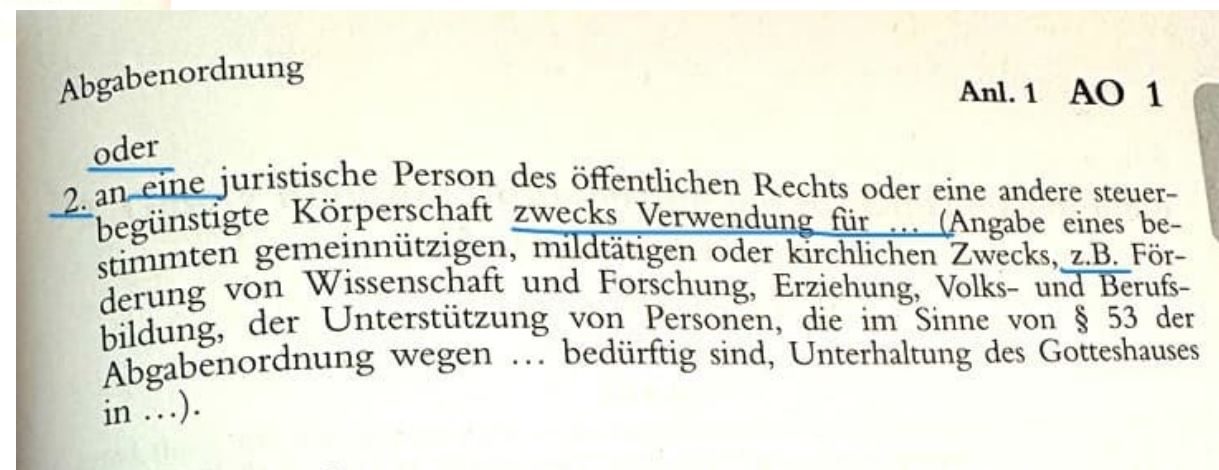 Abgabenordnung
Anl. 1 AO 1
oder
2. an eine juristische Person des öffentlichen Rechts oder eine andere steuer-
begünstigte Körperschaft zwecks Verwendung für ... (Angabe eines be-
stimmten gemeinnützigen, mildtätigen oder kirchlichen Zwecks, z.B. För-
derung von Wissenschaft und Forschung, Erziehung, Volks- und Berufs-
bildung, der Unterstützung von Personen, die im Sinne von § 53 der
Abgabenordnung wegen ... bedürftig sind, Unterhaltung des Gotteshauses
in ...).